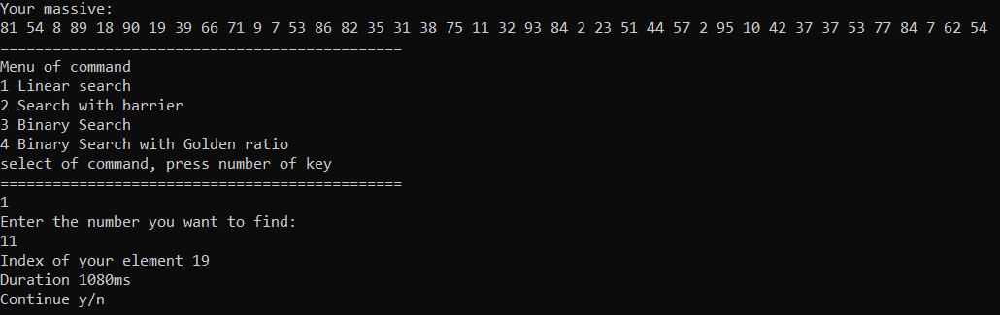 Your massive:
81 54 8 89 18 90 19 39 66 71 9 7 53 86 82 35 31 38 75 11 32 93 84 2 23 51 44 57 2 95 10 42 37 37 53 77 84 7 62 54
==============================================
Menu of command
1 Linear search
2 Search with barrier
3 Binary Search
4 Binary Search with Golden ratio
select of command, press number of key
==============================================
1
Enter the number you want to find:
11
Index of your element 19
Duration 1080ms
Continue y/n